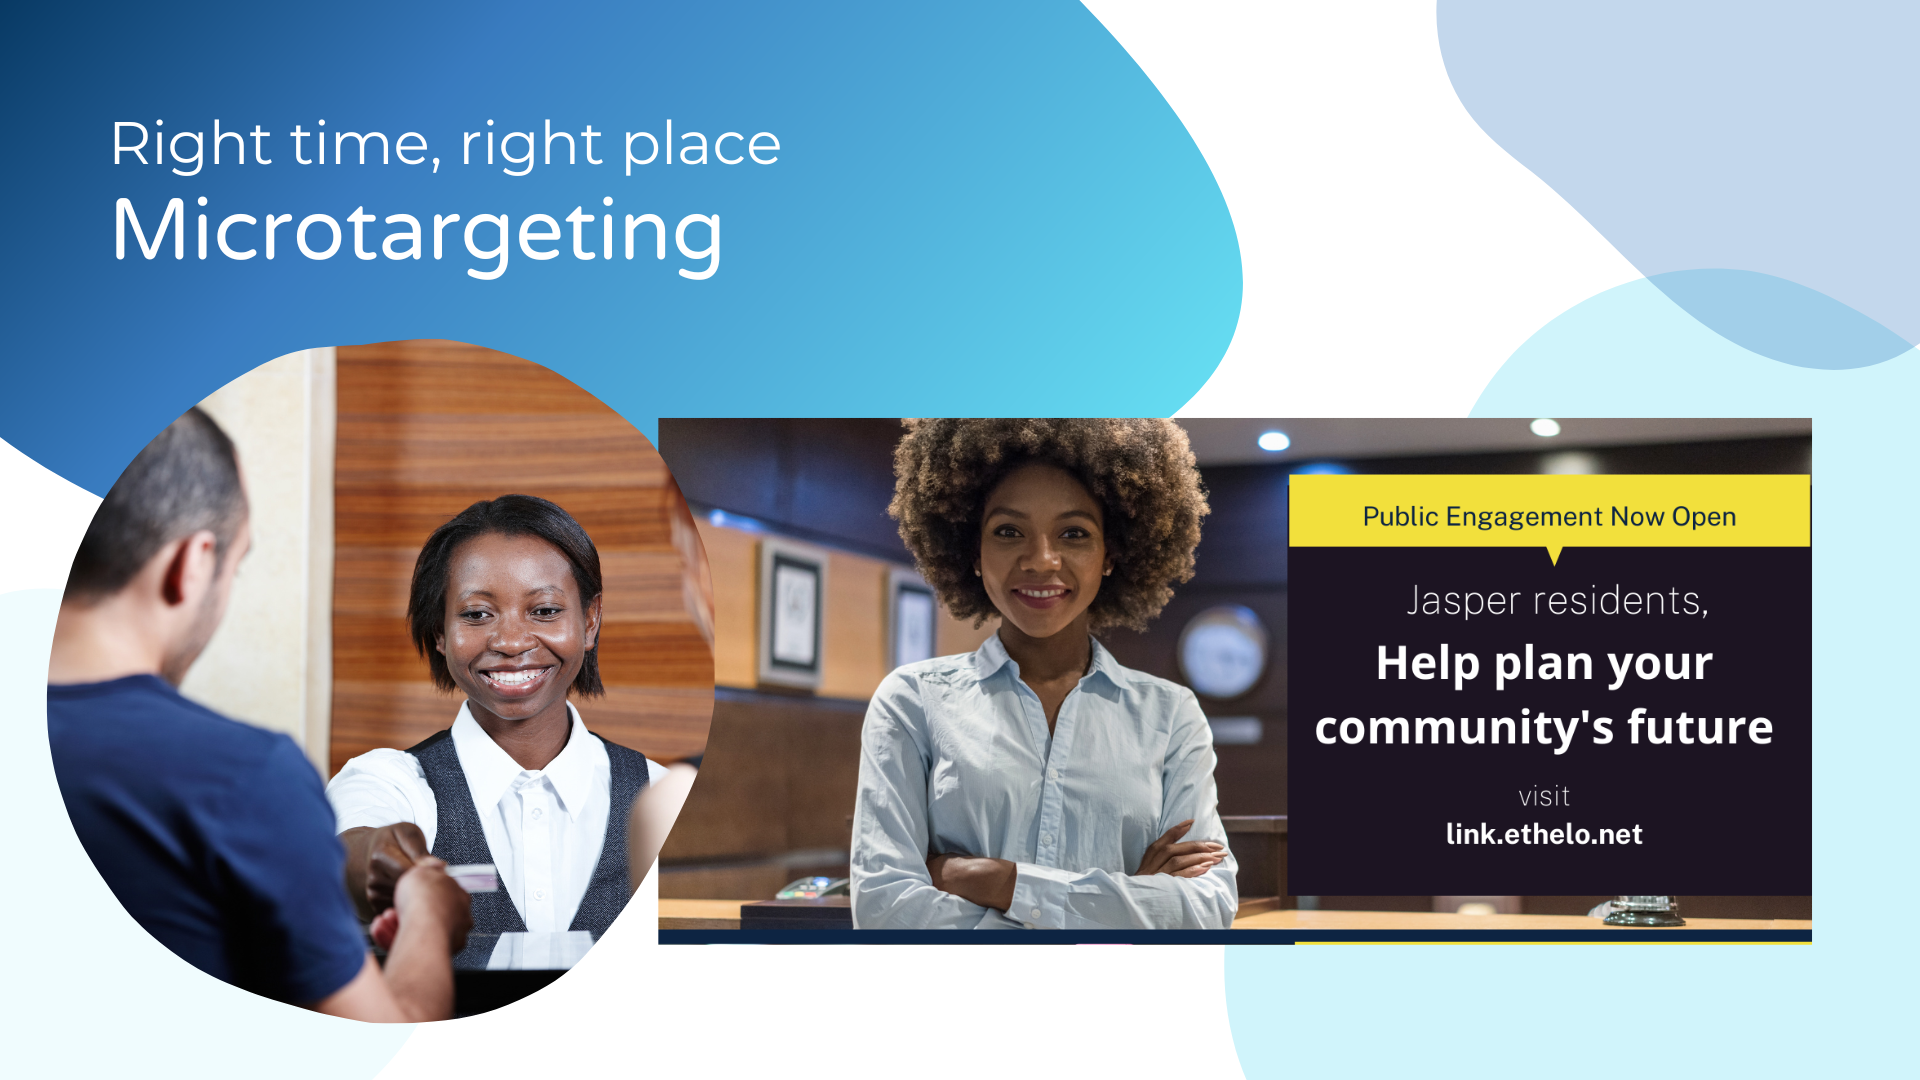 Right time, right place
Microtargeting
Public Engagement Now Open
Jasper residents,
Help plan your
community's future
visit
link.ethelo.net